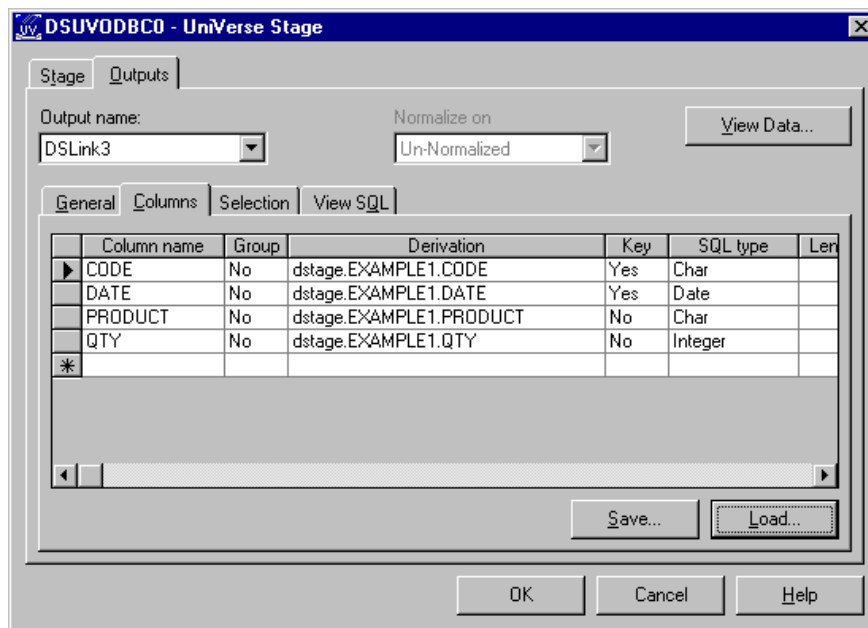 UV DSUVODBC0 - UniVerse Stage
Stage Outputs
Output name: Normalize on
View Data...
DSLink3 Un-Normalized
General Columns Selection View SQL
Column name Group Derivation Key SQL type Len
CODE No dstage.EXAMPLE1.CODE Yes Char
DATE No dstage.EXAMPLE1.DATE Yes Date
PRODUCT No dstage.EXAMPLE1.PRODUCT No Char
QTY No dstage.EXAMPLE1.QTY No Integer
Save... Load...
OK Cancel Help